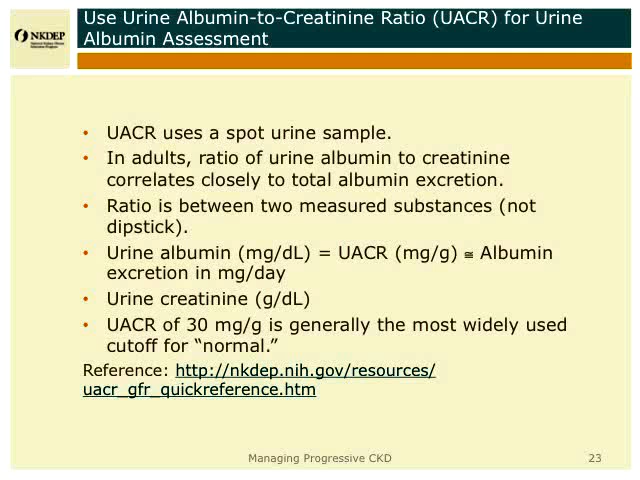 NKDEP
Use Urine Albumin-to-Creatinine Ratio (UACR) for Urine
Albumin Assessment
• UACR uses a spot urine sample.
• In adults, ratio of urine albumin to creatinine
correlates closely to total albumin excretion.
• Ratio is between two measured substances (not
dipstick).
• Urine albumin (mg/dL) = UACR (mg/g) ≅ Albumin
excretion in mg/day
• Urine creatinine (g/dL)
• UACR of 30 mg/g is generally the most widely used
cutoff for “normal.”
Reference: http://nkdep.nih.gov/resources/
uacr_gfr_quickreference.htm
Managing Progressive CKD
23